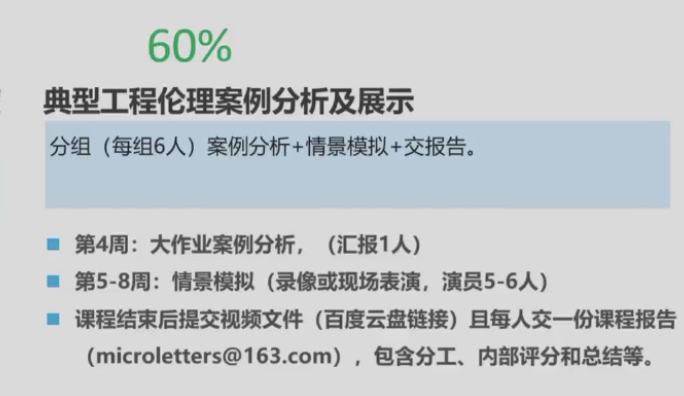 60%
典型工程伦理案例分析及展示
分组（每组6人）案例分析+情景模拟+交报告。
第4周：大作业案例分析，（汇报1人）
第5-8周：情景模拟（录像或现场表演，演员5-6人）
课程结束后提交视频文件（百度云盘链接）且每人交一份课程报告
（microletters@163.com），包含分工、内部评分和总结等。